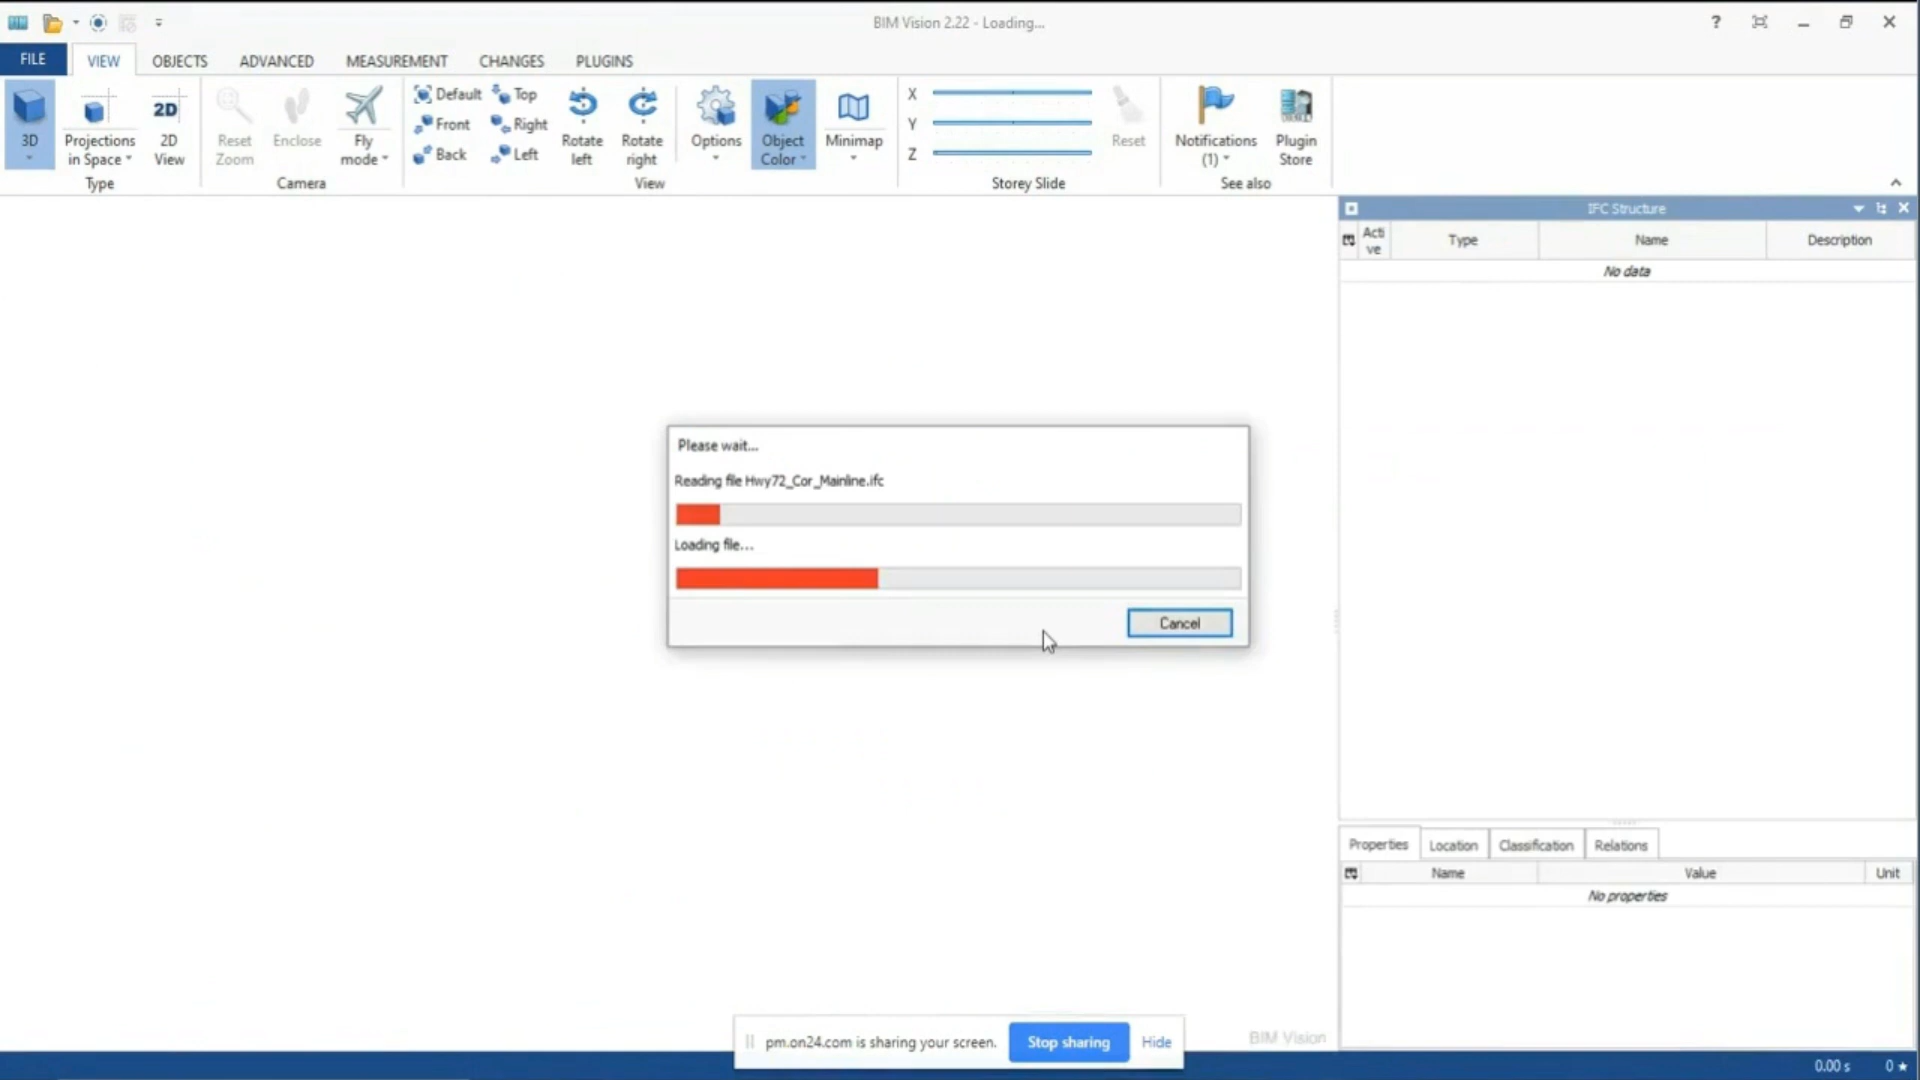 BIM Vision 2.22 - Loading...
?
FILE
VIEW
OBJECTS
ADVANCED
MEASUREMENT
CHANGES
PLUGINS
3D
Projections
in Space
2D
2D
View
Type
Reset
Zoom
Enclose
Fly
mode
Camera
Default
Top
Front
Right
Back
Left
Rotate
left
Rotate
right
Options
Object
Color
Minimap
View
X
Y
Z
Reset
Storey Slide
Notifications
(1)
Plugin
Store
See also
IFC Structure
Acti
ve
Type
Name
Description
No data
Please wait...
Reading file Hwy72_Cor_Mainline.ifc
Loading file...
Cancel
Properties
Location
Classification
Relations
Name
Value
Unit
No properties
BIM Vision
pm.on24.com is sharing your screen.
Stop sharing
Hide
0.00 s
0